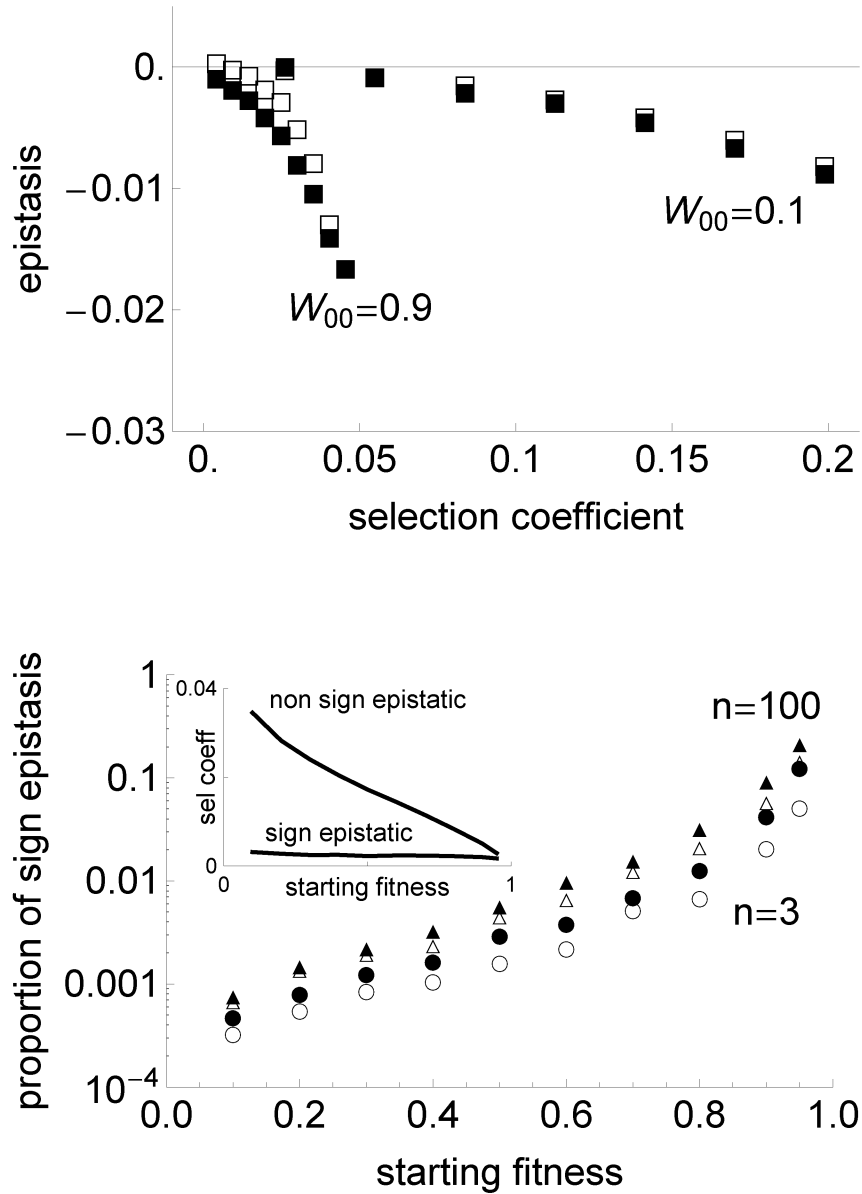 0.
−0.01
−0.02
−0.03
epistasis
W00=0.1
W00=0.9
0. 0.05 0.1 0.15 0.2
selection coefficient
1
0.1
0.01
0.001
10−4
proportion of sign epistasis
n=100
n=3
0.04
0
sel coeff
non sign epistatic
sign epistatic
0 starting fitness 1
0.0 0.2 0.4 0.6 0.8 1.0
starting fitness